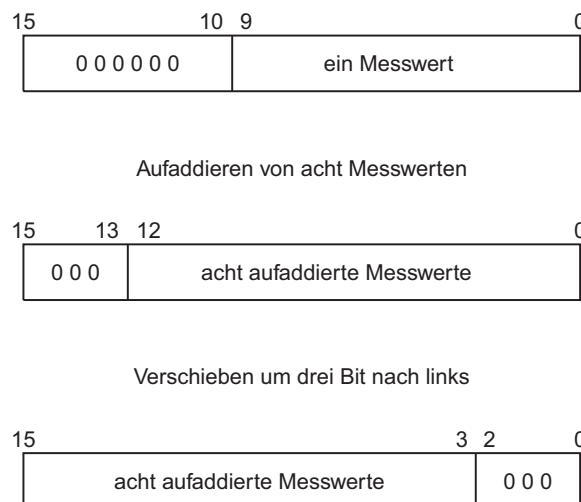 15 10 9 0
0 0 0 0 0 0 ein Messwert
Aufaddieren von acht Messwerten
15 13 12 0
0 0 0 acht aufaddierte Messwerte
Verschieben um drei Bit nach links
15 3 2 0
acht aufaddierte Messwerte 0 0 0